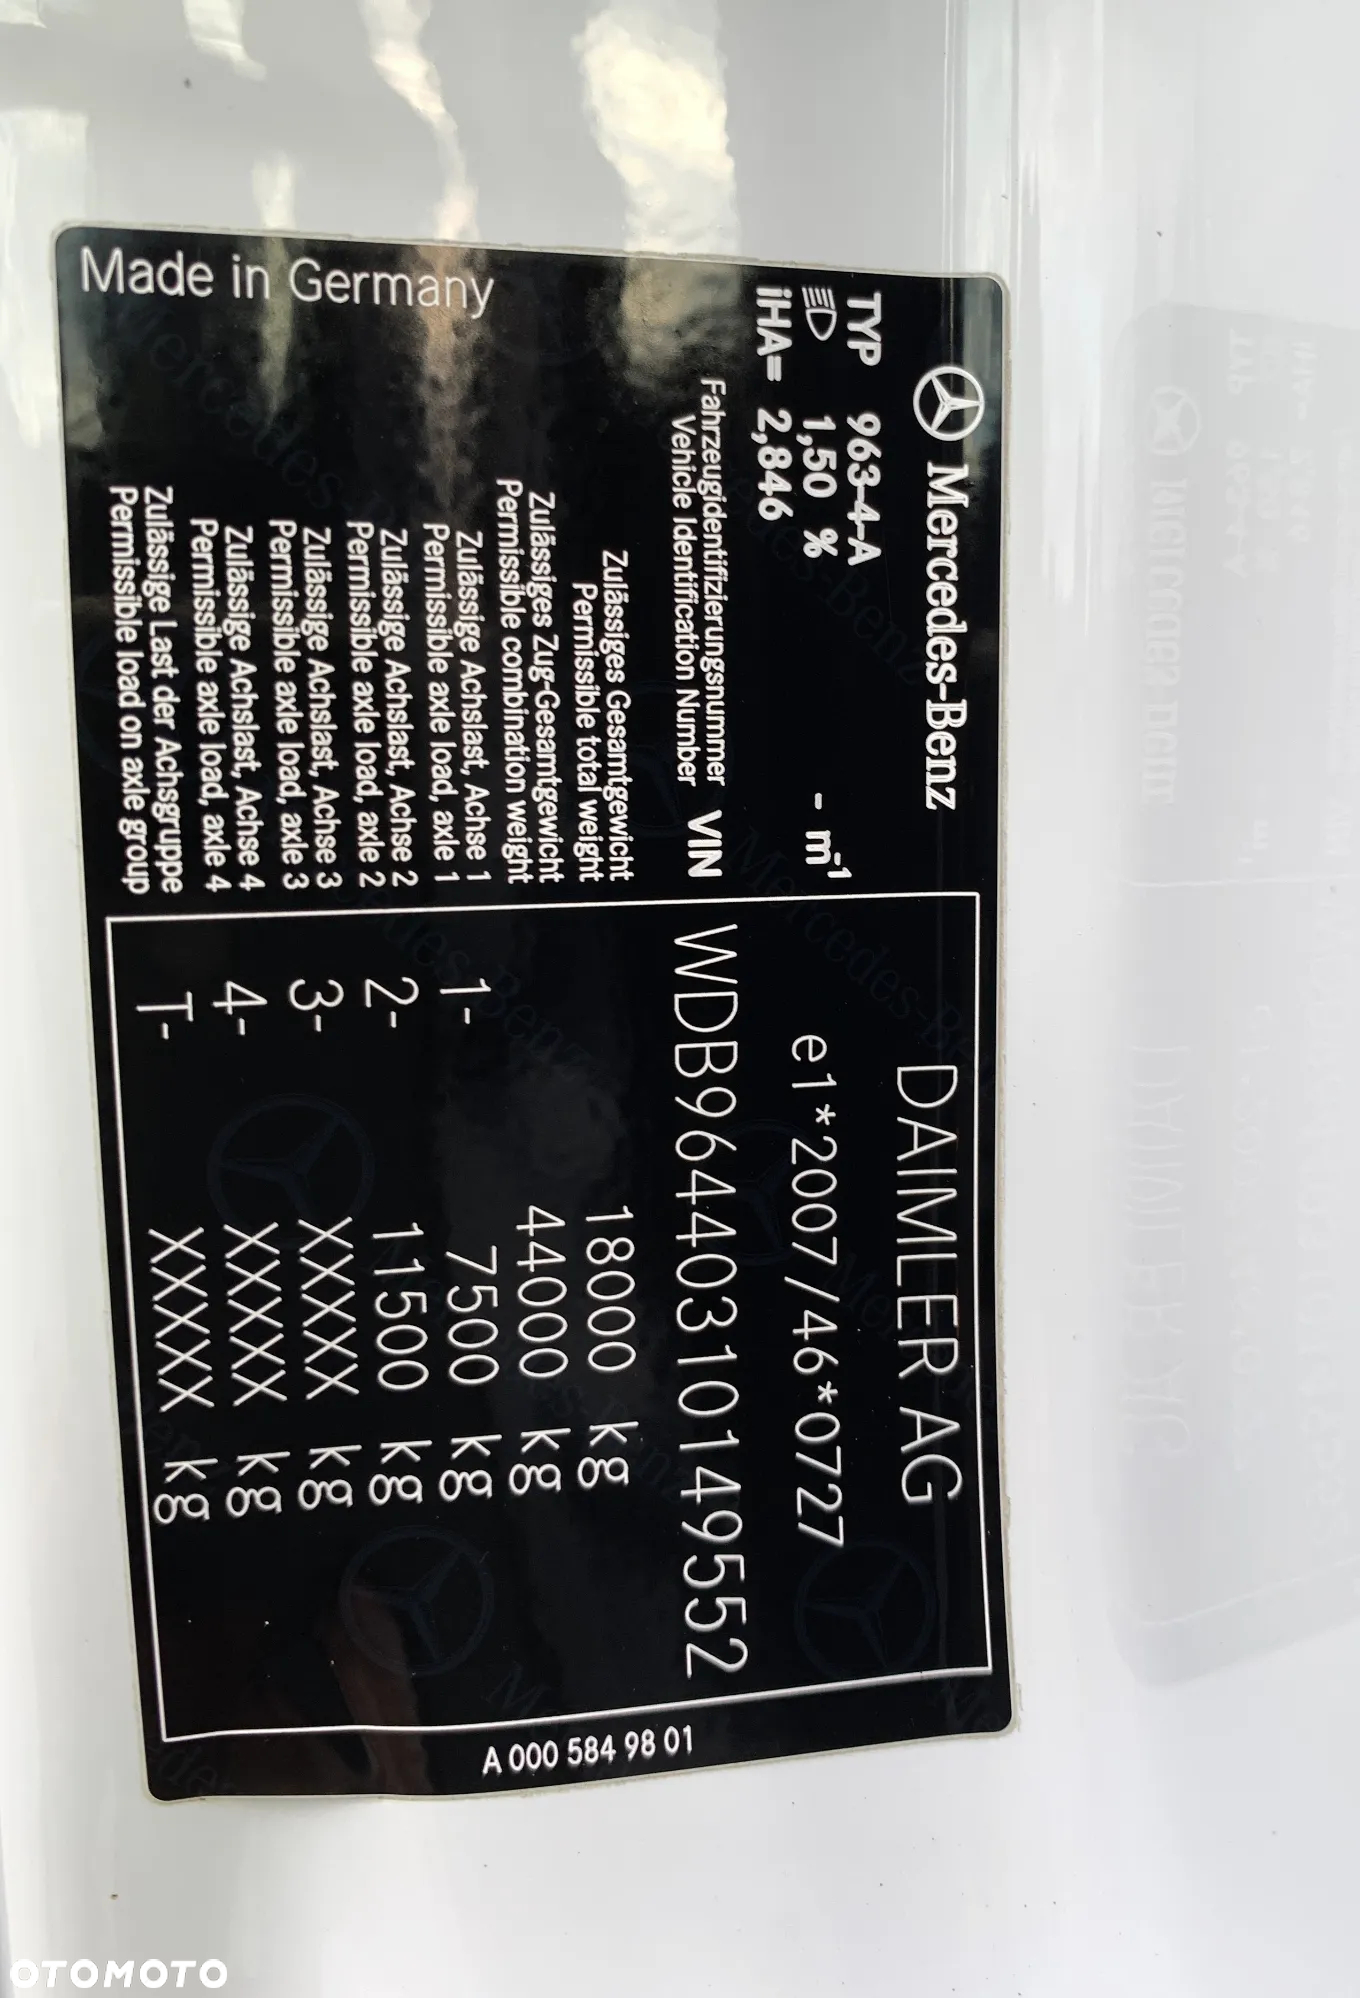 Mercedes-Benz
TYP 963-4-A
1,50 % - m-1
iHA= 2,846
DAIMLER AG
e1*2007/46*0727
Fahrzeugidentifizierungsnummer
Vehicle Identification Number VIN WDB96440310149552
Zulässiges Gesamtgewicht
Permissible total weight 18000 kg
Zulässiges Zug-Gesamtgewicht
Permissible combination weight 44000 kg
Zulässige Achslast, Achse 1
Permissible axle load, axle 1 1- 7500 kg
Zulässige Achslast, Achse 2
Permissible axle load, axle 2 2- 11500 kg
Zulässige Achslast, Achse 3
Permissible axle load, axle 3 3- XXXXX kg
Zulässige Achslast, Achse 4
Permissible axle load, axle 4 4- XXXXX kg
Zulässige Last der Achsgruppe
Permissible load on axle group T- XXXXX kg
Made in Germany
A 000 584 98 01
OTOMOTO